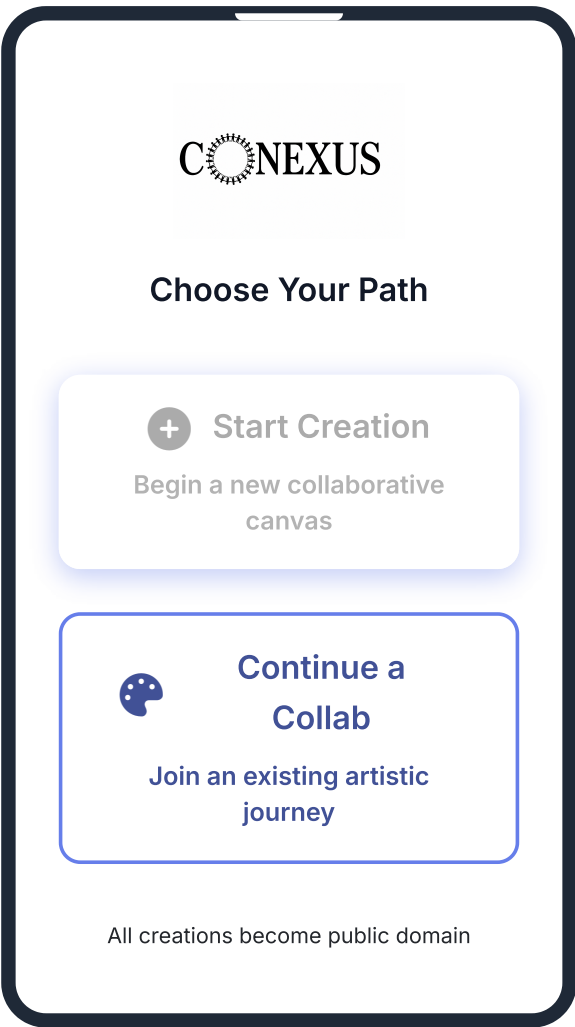 CONEXUS
Choose Your Path
Start Creation
Begin a new collaborative
canvas
Continue a
Collab
Join an existing artistic
journey
All creations become public domain